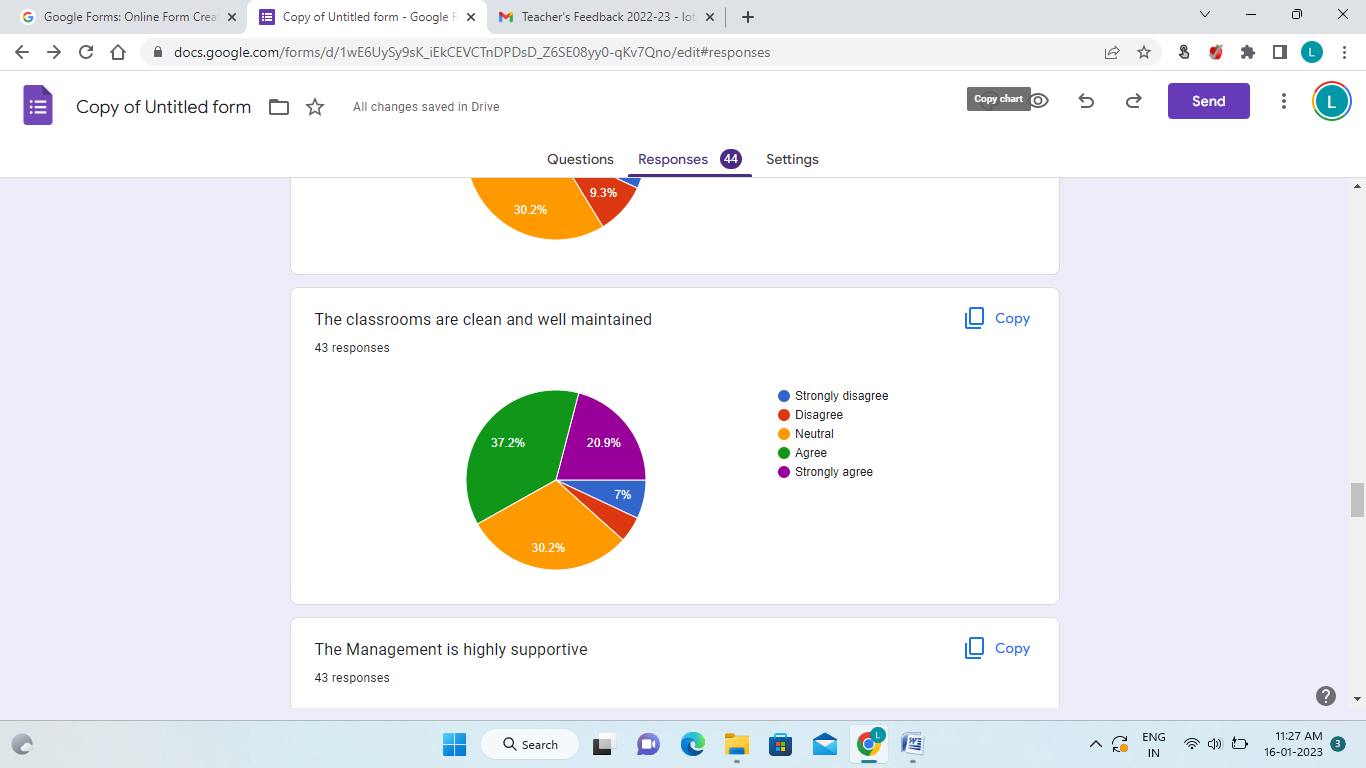 Google Forms: Online Form Crea
Copy of Untitled form - Google F
Teacher's Feedback 2022-23 - lot
docs.google.com/forms/d/1wE6UySy9sK_iEkCEVCTnDPDsD_Z6SE08yy0-qKv7Qno/edit#responses
L
Copy of Untitled form
All changes saved in Drive
Copy chart
Send
L
Questions
Responses 44
Settings
9.3%
30.2%
The classrooms are clean and well maintained
Copy
43 responses
Strongly disagree
Disagree
Neutral
Agree
Strongly agree
37.2%
20.9%
7%
30.2%
The Management is highly supportive
Copy
43 responses
Search
L
ENG
IN
11:27 AM
16-01-2023
3